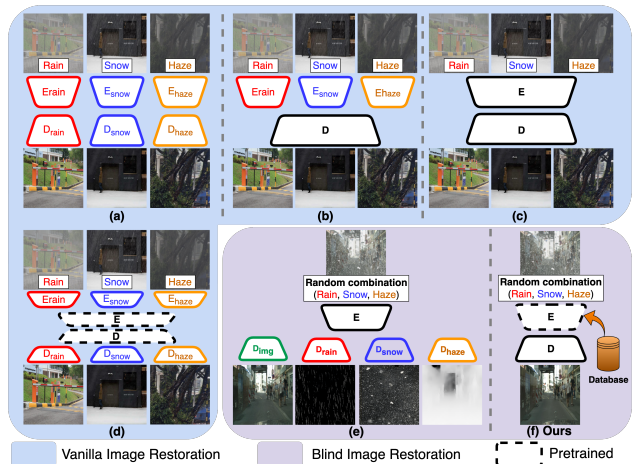 Rain Snow Haze Rain Snow Haze Rain Snow Haze
Erain Esnow Ehaze Erain Esnow Ehaze E
Drain Dsnow Dhaze D D
(a) (b) (c)
Rain Snow Haze
Erain Esnow Ehaze
E
D
Drain Dsnow Dhaze
(d)
Random combination
(Rain, Snow, Haze)
E
Dimg Drain Dsnow Dhaze
(e)
Random combination
(Rain, Snow, Haze)
E
D
Database
(f) Ours
Vanilla Image Restoration Blind Image Restoration Pretrained